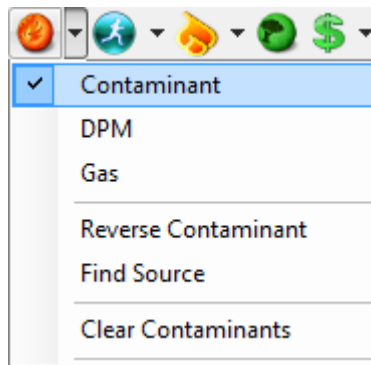 Contaminant
DPM
Gas
Reverse Contaminant
Find Source
Clear Contaminants